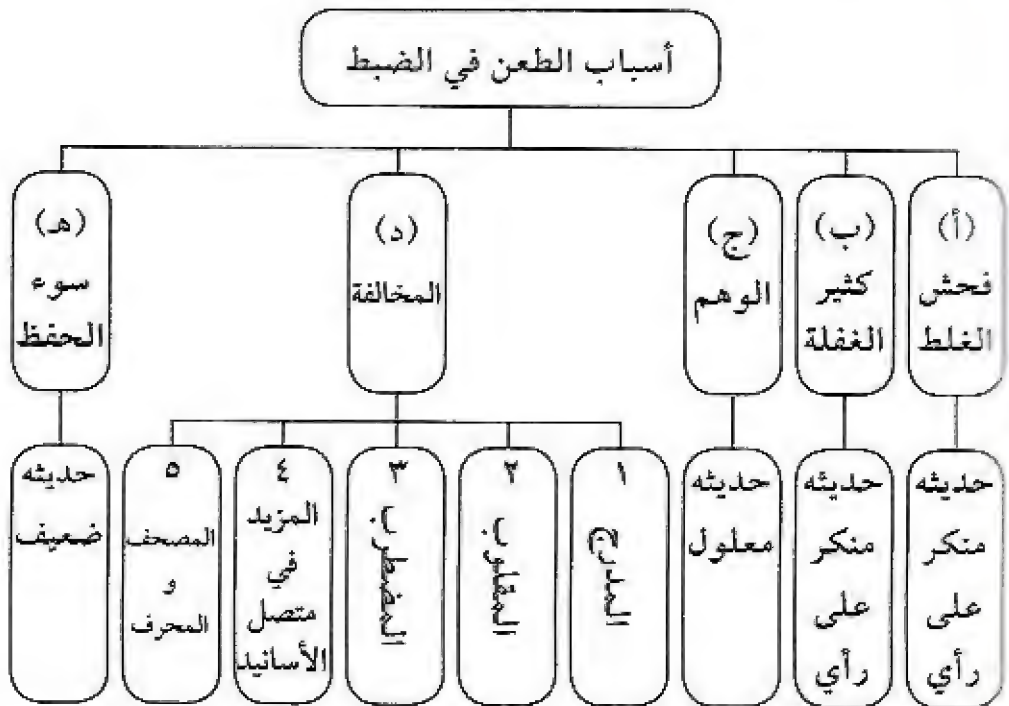 أسباب الطعن في الضبط
(أ)
فحش
الغلط
(ب)
كثير
الغفلة
(ج)
الوهم
(د)
المخالفة
(هـ)
سوء
الحفظ
حديثه
منكر
على
رأي
حديثه
منكر
على
رأي
حديثه
معلول
١
المدرج
٢
المقلوب
٣
المضطرب
٤
المزيد
في
متصل
الأسانيد
٥
المصحف
و
المحرف
حديثه
ضعيف